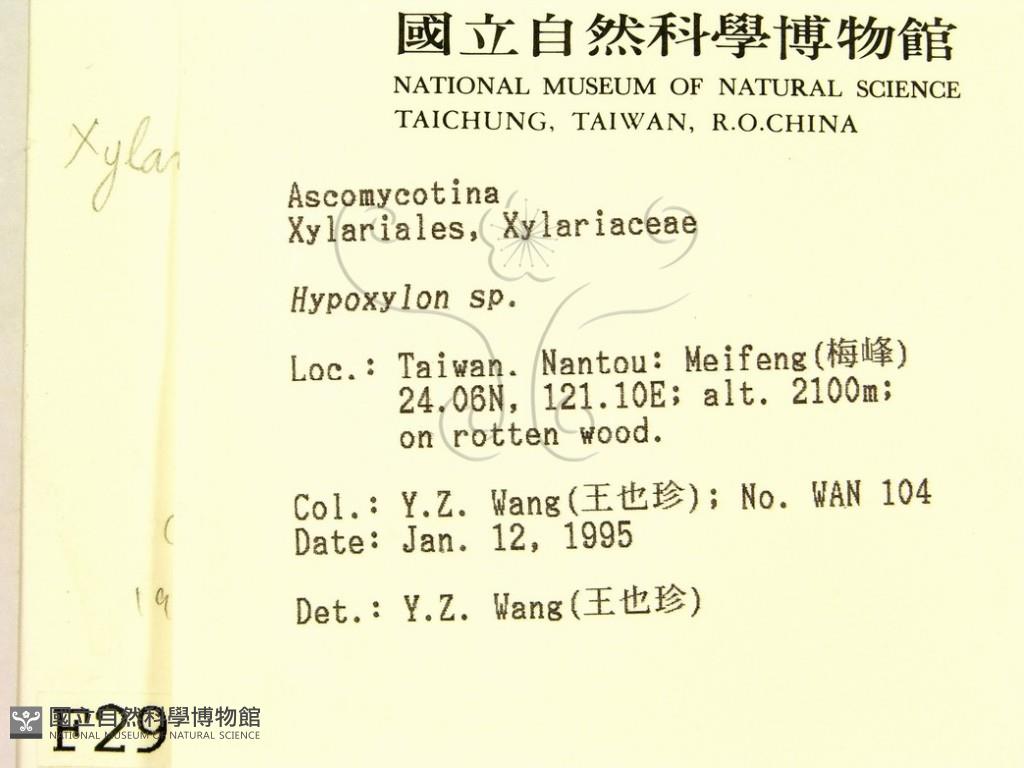 國立自然科學博物館
NATIONAL MUSEUM OF NATURAL SCIENCE
TAICHUNG, TAIWAN, R.O.CHINA
Xylar
Ascomycotina
Xylariales, Xylariaceae
Hypoxylon sp.
Loc.: Taiwan. Nantou: Meifeng(梅峰)
24.06N, 121.10E; alt. 2100m;
on rotten wood.
Col.: Y.Z. Wang(王也珍); No. WAN 104
Date: Jan. 12, 1995
Det.: Y.Z. Wang(王也珍)
19
F29
國立自然科學博物館
NATIONAL MUSEUM OF NATURAL SCIENCE